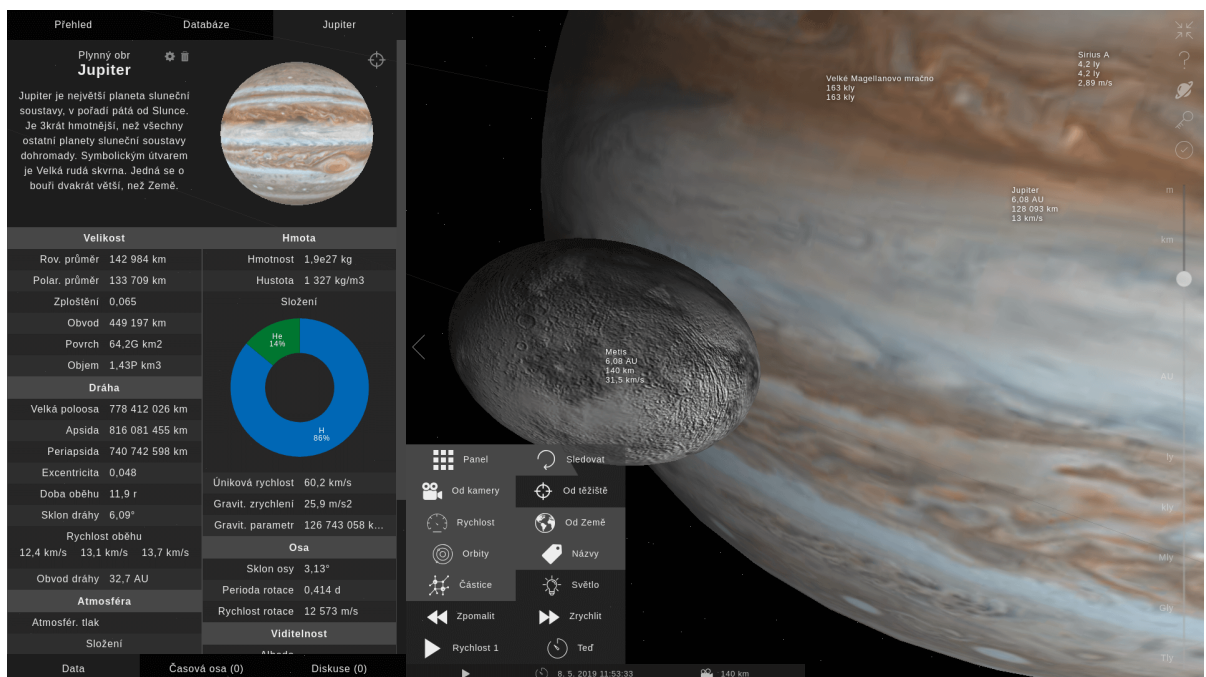 Přehled
Databáze
Jupiter
Plynný obr
Jupiter
Jupiter je největší planeta sluneční
soustavy, v pořadí pátá od Slunce.
Je 3krát hmotnější, než všechny
ostatní planety sluneční soustavy
dohromady. Symbolickým útvarem
je Velká rudá skvrna. Jedná se o
bouři dvakrát větší, než Země.
Velikost
Rov. průměr 142 984 km
Polar. průměr 133 709 km
Zploštění 0,065
Obvod 449 197 km
Povrch 64,2G km2
Objem 1,43P km3
Dráha
Velká poloosa 778 412 026 km
Apsida 816 081 455 km
Periapsida 740 742 598 km
Excentricita 0,048
Doba oběhu 11,9 r
Sklon dráhy 6,09°
Rychlost oběhu
12,4 km/s 13,1 km/s 13,7 km/s
Obvod dráhy 32,7 AU
Atmosféra
Atmosfér. tlak
Složení
Hmota
Hmotnost 1,9e27 kg
Hustota 1 327 kg/m3
Složení
He
14%
H
86%
Úniková rychlost 60,2 km/s
Gravit. zrychlení 25,9 m/s2
Gravit. parametr 126 743 058 k...
Osa
Sklon osy 3,13°
Perioda rotace 0,414 d
Rychlost rotace 12 573 m/s
Viditelnost
Albedo
Data
Časová osa (0)
Diskuse (0)
Velké Magellanovo mračno
163 kly
163 kly
Sirius A
4,2 ly
4,2 ly
2,89 m/s
Jupiter
6,08 AU
128 093 km
13 km/s
Metis
6,08 AU
140 km
31,5 km/s
Panel
Sledovat
Od kamery
Od těžiště
Rychlost
Od Země
Orbity
Názvy
Částice
Světlo
Zpomalit
Zrychlit
Rychlost 1
Teď
8. 5. 2019 11:53:33
140 km
?
m
km
AU
ly
kly
Mly
Gly
Tly